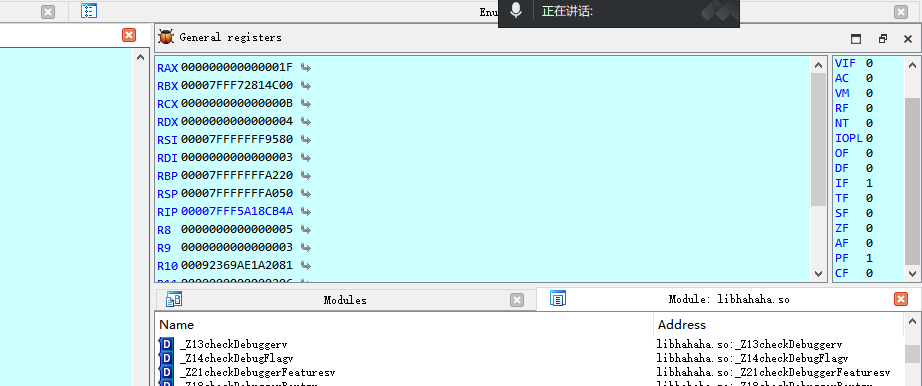 Enu
正在讲话:
General registers
RAX 000000000000001F
RBX 00007FFF72814C00
RCX 000000000000000B
RDX 0000000000000004
RSI 00007FFFFFFF9580
RDI 0000000000000003
RBP 00007FFFFFFFA220
RSP 00007FFFFFFFA050
RIP 00007FFF5A18CB4A
R8 0000000000000005
R9 0000000000000003
R10 00092369AE1A2081
VIF 0
AC 0
VM 0
RF 0
NT 0
IOPL 0
OF 0
DF 0
IF 1
TF 0
SF 0
ZF 0
AF 0
PF 1
CF 0
Modules
Module: libhahaha.so
Name Address
D _Z13checkDebuggerv libhahaha.so:_Z13checkDebuggerv
D _Z14checkDebugFlagv libhahaha.so:_Z14checkDebugFlagv
D _Z21checkDebuggerFeaturesv libhahaha.so:_Z21checkDebuggerFeaturesv